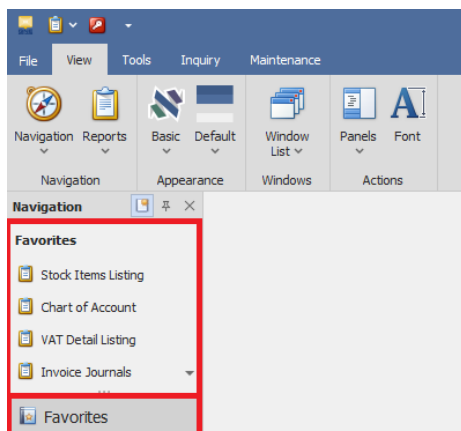 File View Tools Inquiry Maintenance
Navigation Reports Basic Default Window List Panels Font
Navigation Appearance Windows Actions
Navigation
Favorites
Stock Items Listing
Chart of Account
VAT Detail Listing
Invoice Journals
Favorites